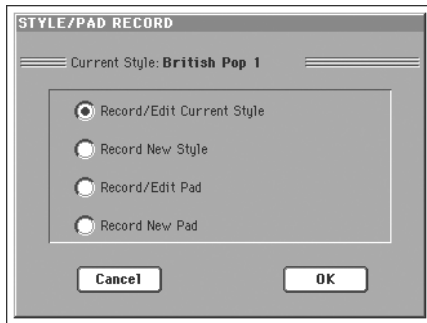 STYLE/PAD RECORD
Current Style: British Pop 1
Record/Edit Current Style
Record New Style
Record/Edit Pad
Record New Pad
Cancel OK